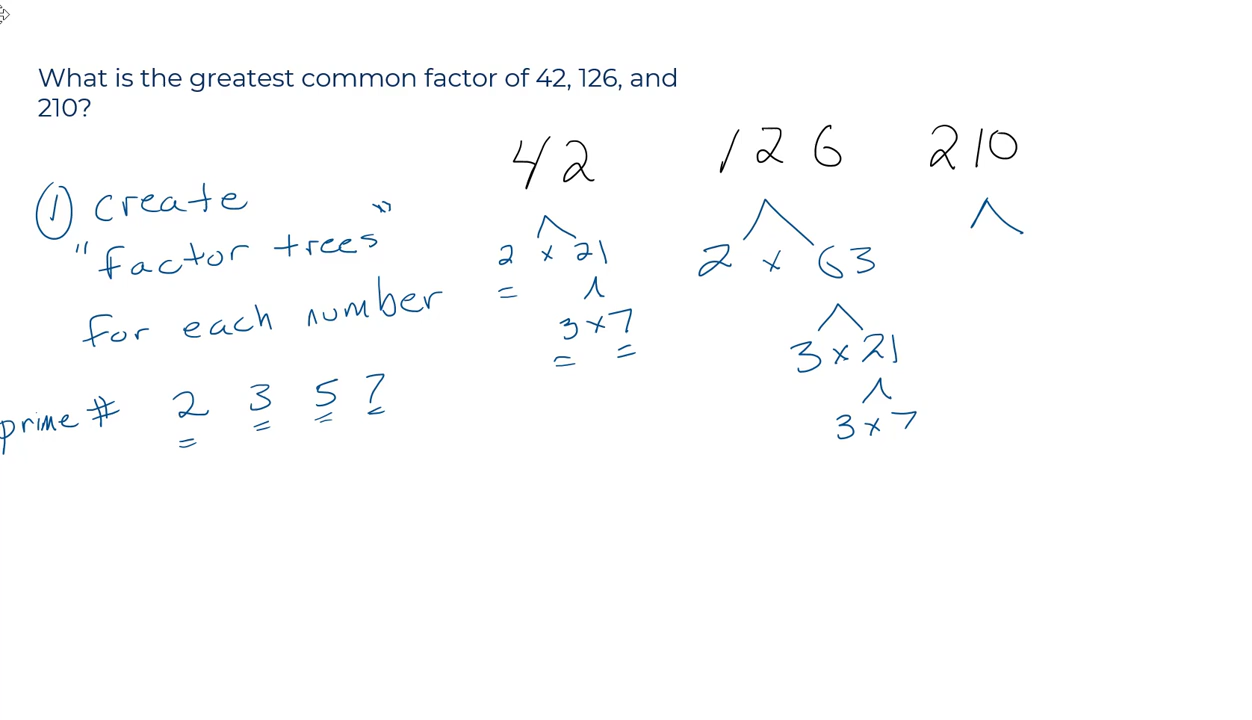 What is the greatest common factor of 42, 126, and
210?
42 126 210
① create
"factor trees"
for each number
prime # 2 3 5 7
2 x 21
3 x 7
2 x 63
3 x 21
3 x 7